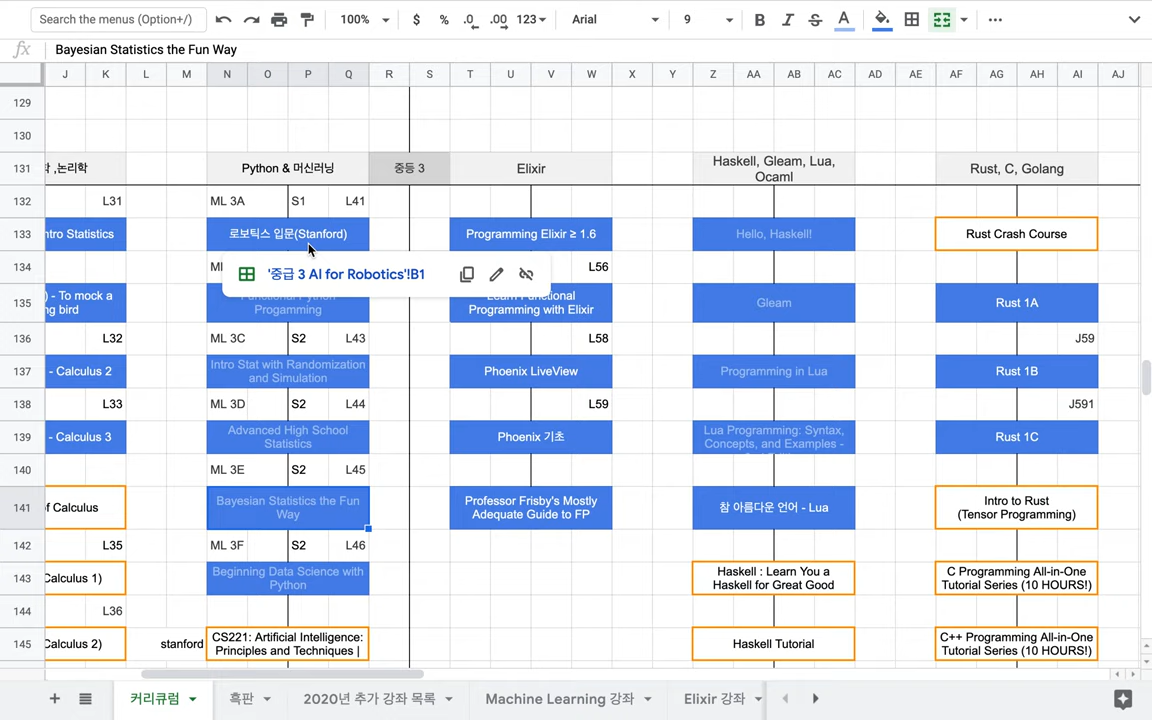 Search the menus (Option+/)
100%
$ % .0 .00 123
Arial
9
B I S A
fx Bayesian Statistics the Fun Way
J K L M N O P Q R S T U V W X Y Z AA AB AC AD AE AF AG AH AI AJ
129
130
131
,논리학
Python & 머신러닝
중등 3
Elixir
Haskell, Gleam, Lua,
Ocaml
Rust, C, Golang
132 L31 ML 3A S1 L41
133
ntro Statistics
로보틱스 입문(Stanford)
Programming Elixir ≥ 1.6
Hello, Haskell!
Rust Crash Course
134 L56
'중급 3 AI for Robotics'!B1
135
) - To mock a
ng bird
Functional Python
Progamming
Learn Functional
Programming with Elixir
Gleam
Rust 1A
136 L32 ML 3C S2 L43 L58 J59
137
- Calculus 2
Intro Stat with Randomization
and Simulation
Phoenix LiveView
Programming in Lua
Rust 1B
138 L33 ML 3D S2 L44 L59 J591
139
- Calculus 3
Advanced High School
Statistics
Phoenix 기초
Lua Programming: Syntax,
Concepts, and Examples -
Rust 1C
140 ML 3E S2 L45
141
of Calculus
Bayesian Statistics the Fun
Way
Professor Frisby's Mostly
Adequate Guide to FP
참 아름다운 언어 - Lua
Intro to Rust
(Tensor Programming)
142 L35 ML 3F S2 L46
143
Calculus 1)
Beginning Data Science with
Python
Haskell : Learn You a
Haskell for Great Good
C Programming All-in-One
Tutorial Series (10 HOURS!)
144 L36
145
Calculus 2)
stanford
CS221: Artificial Intelligence:
Principles and Techniques |
Haskell Tutorial
C++ Programming All-in-One
Tutorial Series (10 HOURS!)
커리큐럼
흑판
2020년 추가 강좌 목록
Machine Learning 강좌
Elixir 강좌